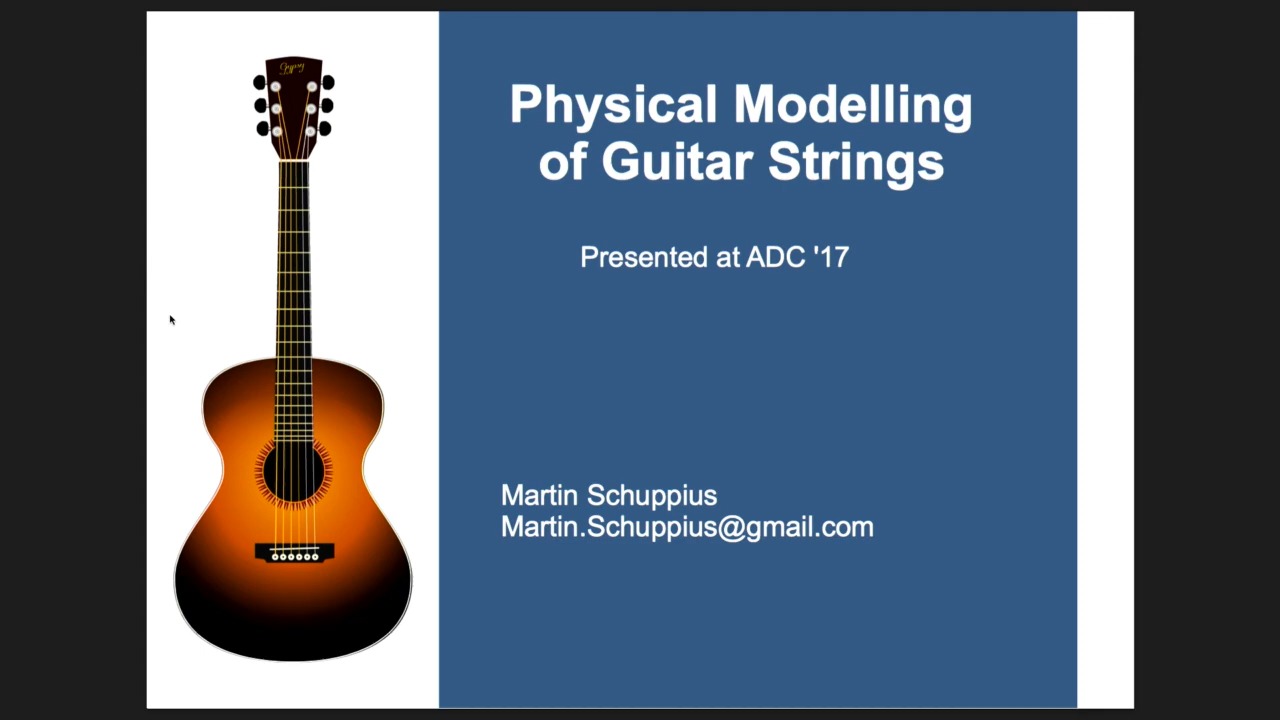 Physical Modelling
of Guitar Strings
Presented at ADC '17
Martin Schuppius
Martin.Schuppius@gmail.com